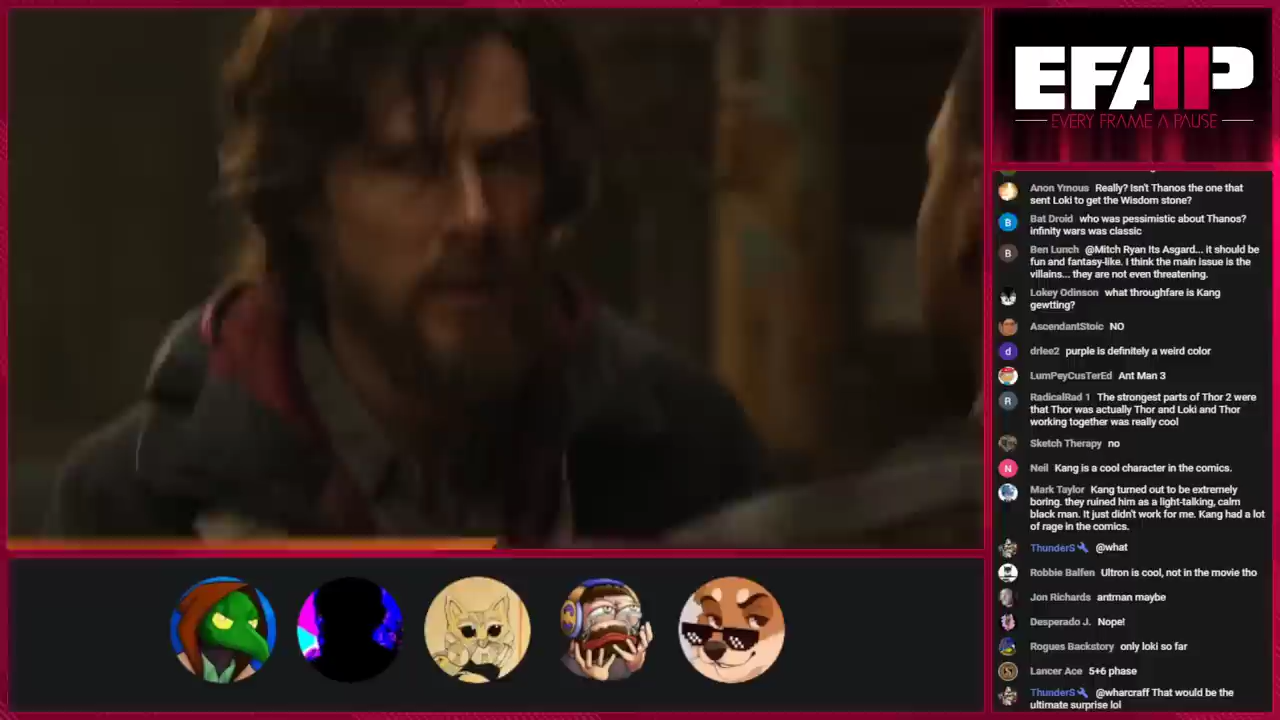 EFAP
EVERY FRAME A PAUSE
Anon Ymous Really? Isn't Thanos the one that
sent Loki to get the Wisdom stone?
Bat Droid who was pessimistic about Thanos?
infinity wars was classic
Ben Lunch @Mitch Ryan Its Asgard... it should be
fun and fantasy-like. I think the main issue is the
villains... they are not even threatening.
Lokey Odinson what throughfare is Kang
gewtting?
AscendantStoic NO
drlee2 purple is definitely a weird color
LumPeyCusTerEd Ant Man 3
RadicalRad 1 The strongest parts of Thor 2 were
that Thor was actually Thor and Loki and Thor
working together was really cool
Sketch Therapy no
Neil Kang is a cool character in the comics.
Mark Taylor Kang turned out to be extremely
boring. they ruined him as a light-talking, calm
black man. It just didn't work for me. Kang had a lot
of rage in the comics.
ThunderS @what
Robbie Balfen Ultron is cool, not in the movie tho
Jon Richards antman maybe
Desperado J. Nope!
Rogues Backstory only loki so far
Lancer Ace 5+6 phase
ThunderS @wharcraff That would be the
ultimate surprise lol